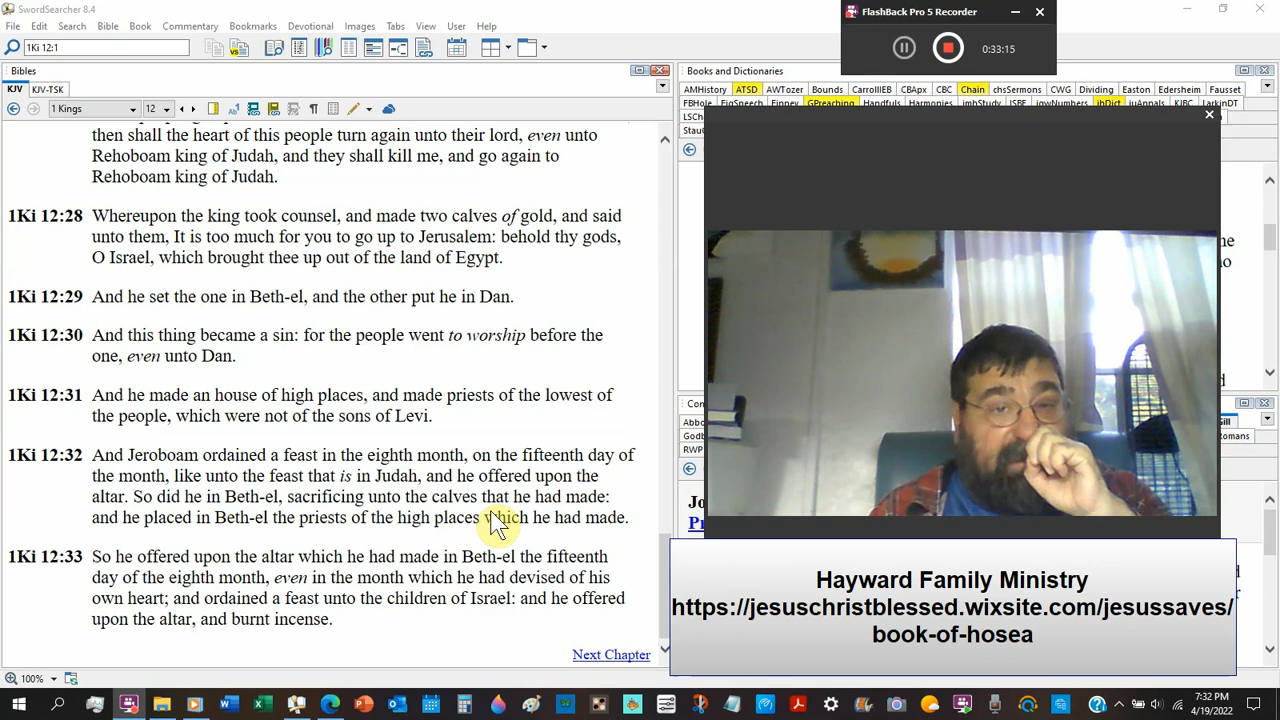 SwordSearcher 8.4
FlashBack Pro 5 Recorder
File Edit Search Bible Book Commentary Bookmarks Devotional Images Tabs View User Help
1Ki 12:1
0:33:15
Bibles
Books and Dictionaries
KJV KJV-TSK
AMHistory ATSD AWTozer Bounds CarrollIEB CBApx CBC Chain chsSermons CWG Dividing Easton Edersheim Fausset
1 Kings 12
then shall the heart of this people turn again unto their lord, even unto
Rehoboam king of Judah, and they shall kill me, and go again to
Rehoboam king of Judah.
1Ki 12:28 Whereupon the king took counsel, and made two calves of gold, and said
unto them, It is too much for you to go up to Jerusalem: behold thy gods,
O Israel, which brought thee up out of the land of Egypt.
1Ki 12:29 And he set the one in Beth-el, and the other put he in Dan.
1Ki 12:30 And this thing became a sin: for the people went to worship before the
one, even unto Dan.
1Ki 12:31 And he made an house of high places, and made priests of the lowest of
the people, which were not of the sons of Levi.
1Ki 12:32 And Jeroboam ordained a feast in the eighth month, on the fifteenth day of
the month, like unto the feast that is in Judah, and he offered upon the
altar. So did he in Beth-el, sacrificing unto the calves that he had made:
and he placed in Beth-el the priests of the high places which he had made.
1Ki 12:33 So he offered upon the altar which he had made in Beth-el the fifteenth
day of the eighth month, even in the month which he had devised of his
own heart; and ordained a feast unto the children of Israel: and he offered
upon the altar, and burnt incense.
Next Chapter
Gill
Romans
RWP
Hayward Family Ministry
https://jesuschristblessed.wixsite.com/jesussaves/
book-of-hosea
100%
7:32 PM
4/19/2022